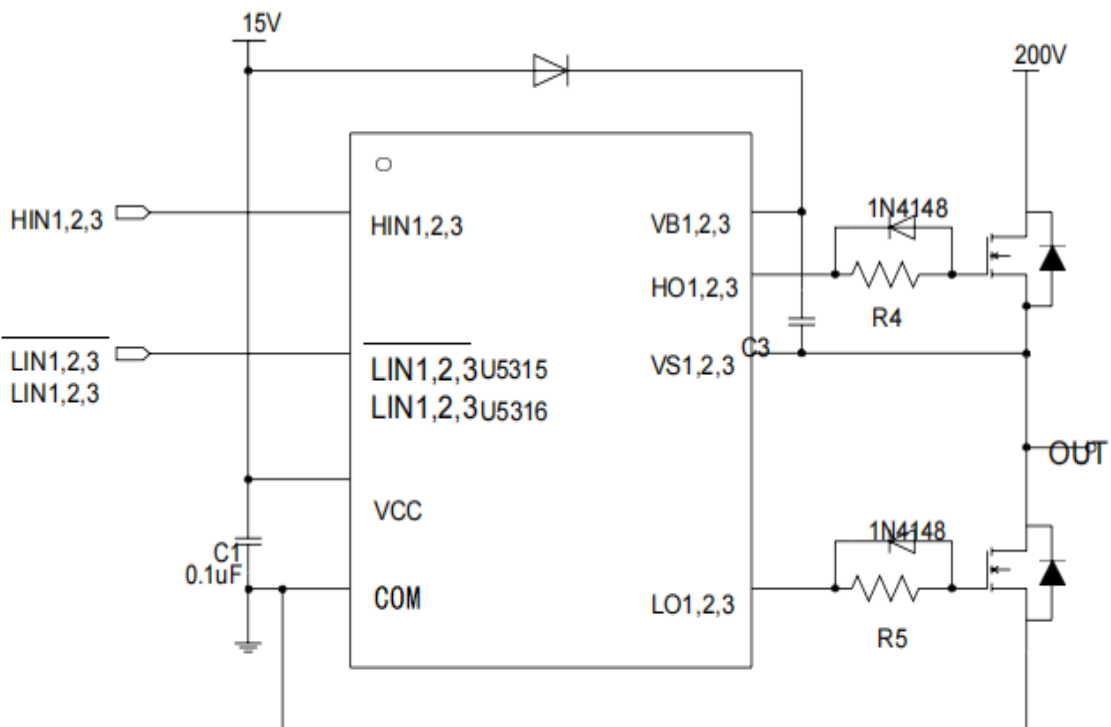 15V
200V
HIN1,2,3
HIN1,2,3
VB1,2,3
1N4148
HO1,2,3
R4
LIN1,2,3
LIN1,2,3
LIN1,2,3U5315
LIN1,2,3U5316
C3
VS1,2,3
OUT
VCC
C1
0.1uF
COM
1N4148
LO1,2,3
R5